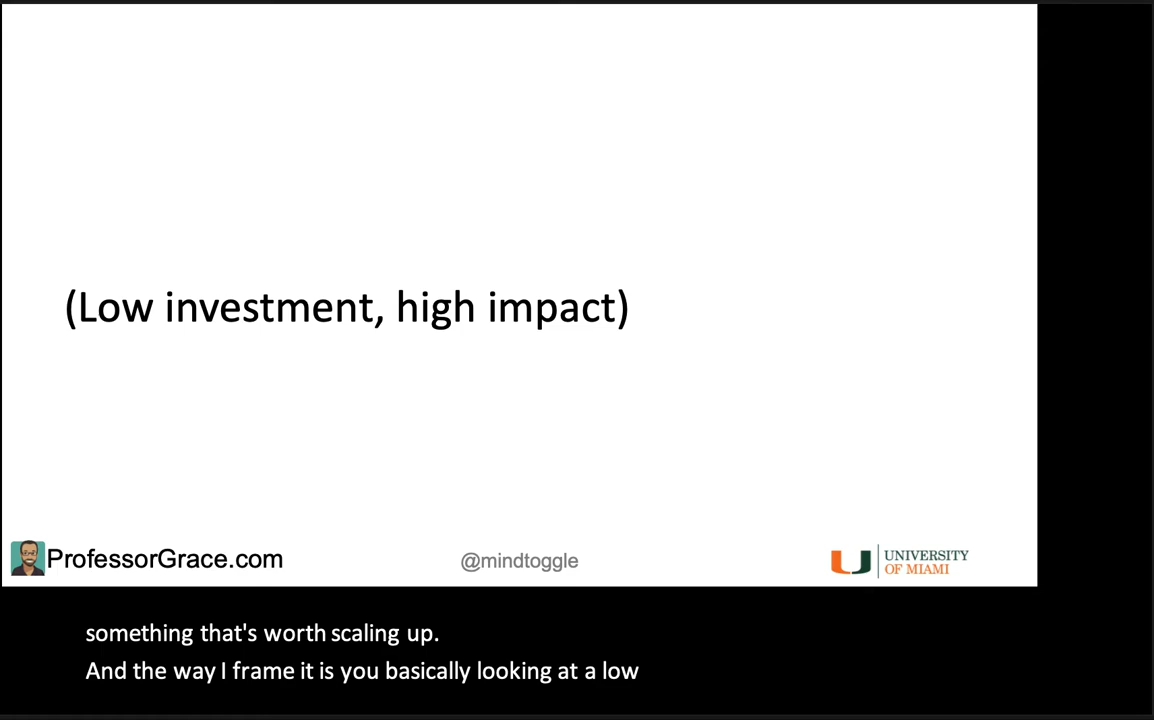 (Low investment, high impact)
ProfessorGrace.com
@mindtoggle
UNIVERSITY
OF MIAMI
something that's worth scaling up.
And the way I frame it is you basically looking at a low